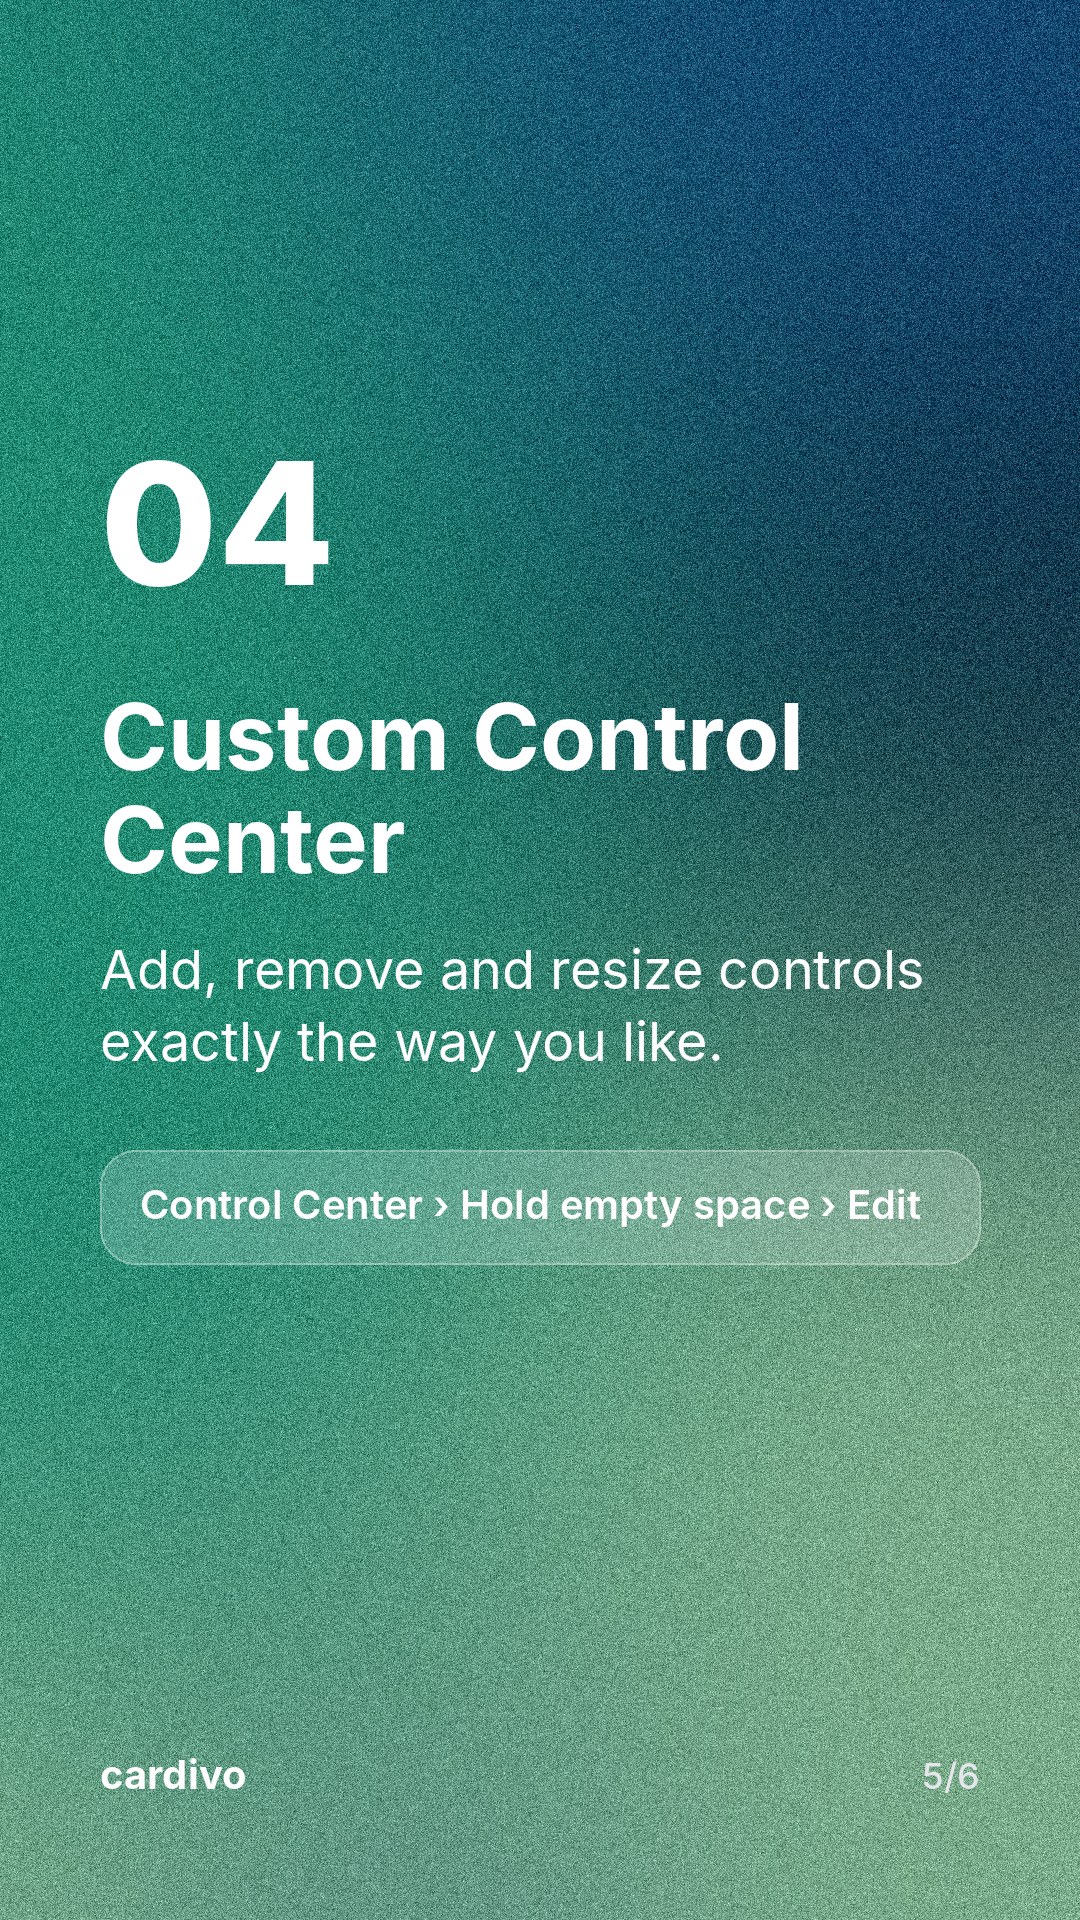 04
Custom Control
Center
Add, remove and resize controls
exactly the way you like.
Control Center › Hold empty space › Edit
cardivo
5/6